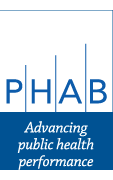 PHAB
Advancing
public health
performance